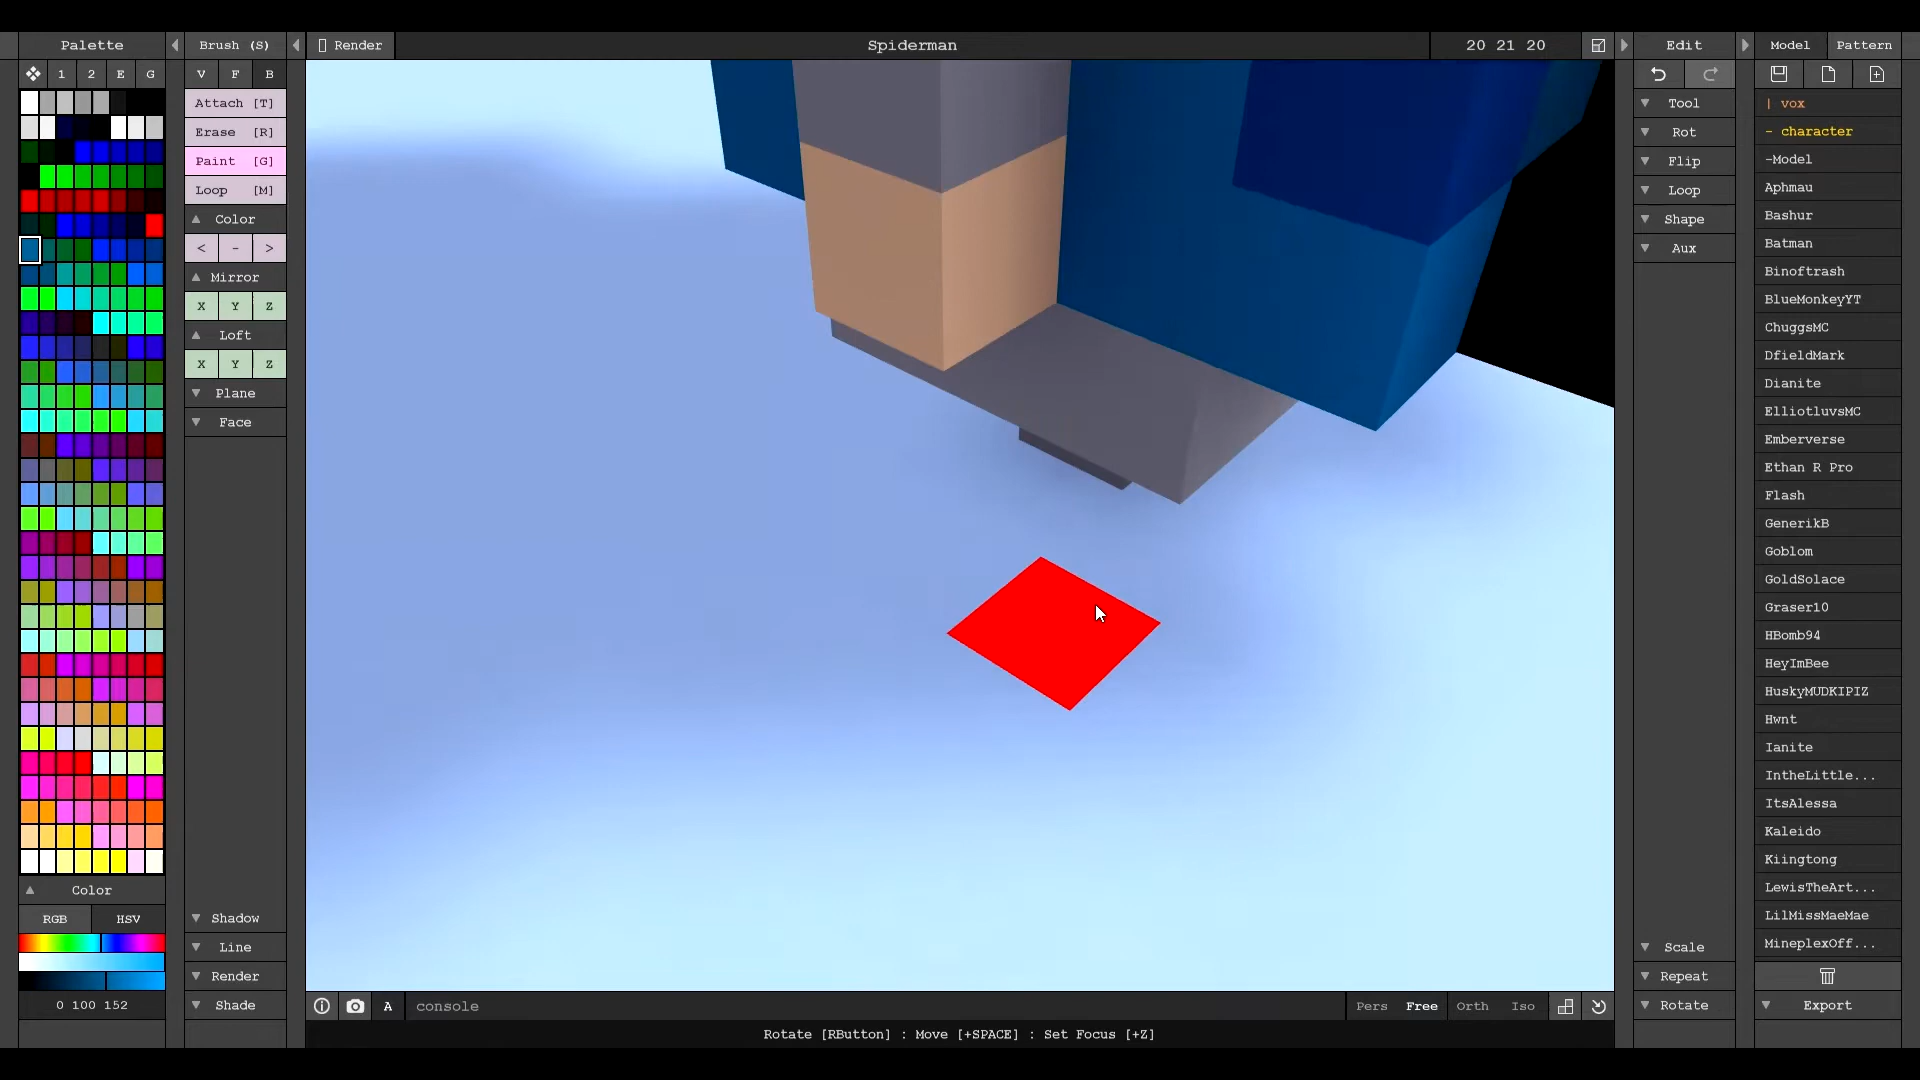 Palette
Brush (S)
Render
Spiderman
20 21 20
Edit
Model
Pattern
1
2
E
G
V
F
B
Attach [T]
Erase [R]
Paint [G]
Loop [M]
Color
< - >
Mirror
X Y Z
Loft
X Y Z
Plane
Face
Shadow
Line
Render
Shade
Color
RGB
HSV
0 100 152
A
console
Pers
Free
Orth
Iso
Rotate [RButton] : Move [+SPACE] : Set Focus [+Z]
Tool
Rot
Flip
Loop
Shape
Aux
Scale
Repeat
Rotate
| vox
- character
-Model
Aphmau
Bashur
Batman
Binoftrash
BlueMonkeyYT
ChuggsMC
DfieldMark
Dianite
ElliotluvsMC
Emberverse
Ethan R Pro
Flash
GenerikB
Goblom
GoldSolace
Graser10
HBomb94
HeyImBee
HuskyMUDKIPIZ
Hwnt
Ianite
IntheLittle...
ItsAlessa
Kaleido
Kiingtong
LewisTheArt...
LilMissMaeMae
MineplexOff...
Export